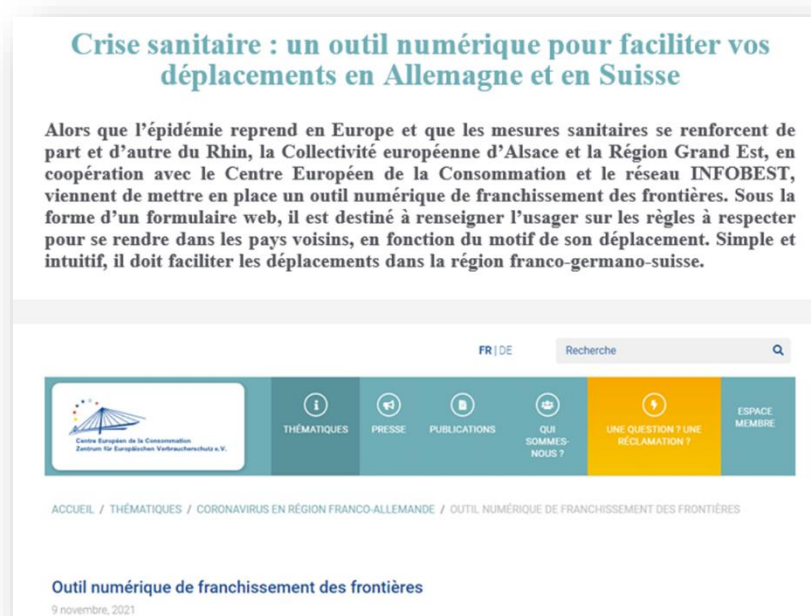 Crise sanitaire : un outil numérique pour faciliter vos
déplacements en Allemagne et en Suisse
Alors que l’épidémie reprend en Europe et que les mesures sanitaires se renforcent de
part et d’autre du Rhin, la Collectivité européenne d’Alsace et la Région Grand Est, en
coopération avec le Centre Européen de la Consommation et le réseau INFOBEST,
viennent de mettre en place un outil numérique de franchissement des frontières. Sous la
forme d’un formulaire web, il est destiné à renseigner l’usager sur les règles à respecter
pour se rendre dans les pays voisins, en fonction du motif de son déplacement. Simple et
intuitif, il doit faciliter les déplacements dans la région franco-germano-suisse.
FR | DE
Recherche
Centre Européen de la Consommation
Zentrum für Europäischen Verbraucherschutz e.V.
THÉMATIQUES
PRESSE
PUBLICATIONS
QUI
SOMMES-
NOUS ?
UNE QUESTION ? UNE
RÉCLAMATION ?
ESPACE
MEMBRE
ACCUEIL / THÉMATIQUES / CORONAVIRUS EN RÉGION FRANCO-ALLEMANDE / OUTIL NUMÉRIQUE DE FRANCHISSEMENT DES FRONTIÈRES
Outil numérique de franchissement des frontières
9 novembre, 2021